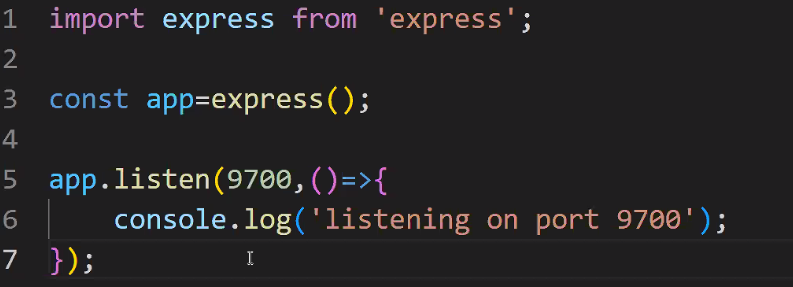 1 import express from 'express';
2
3 const app=express();
4
5 app.listen(9700,()=>{
6     console.log('listening on port 9700');
7 });